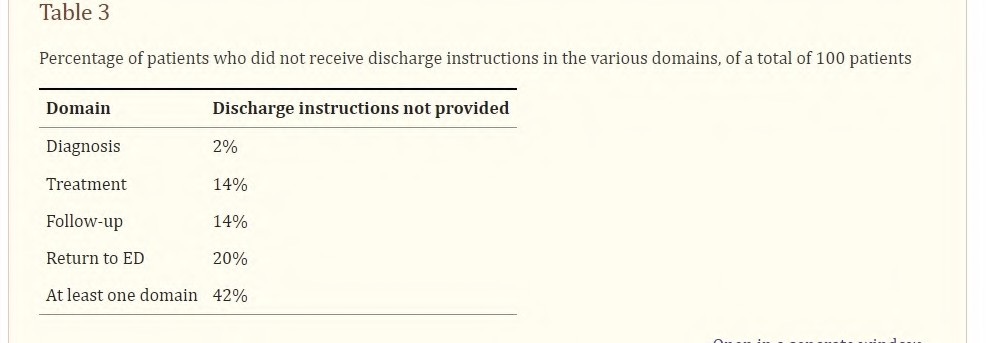 Table 3
Percentage of patients who did not receive discharge instructions in the various domains, of a total of 100 patients
Domain Discharge instructions not provided
Diagnosis 2%
Treatment 14%
Follow-up 14%
Return to ED 20%
At least one domain 42%